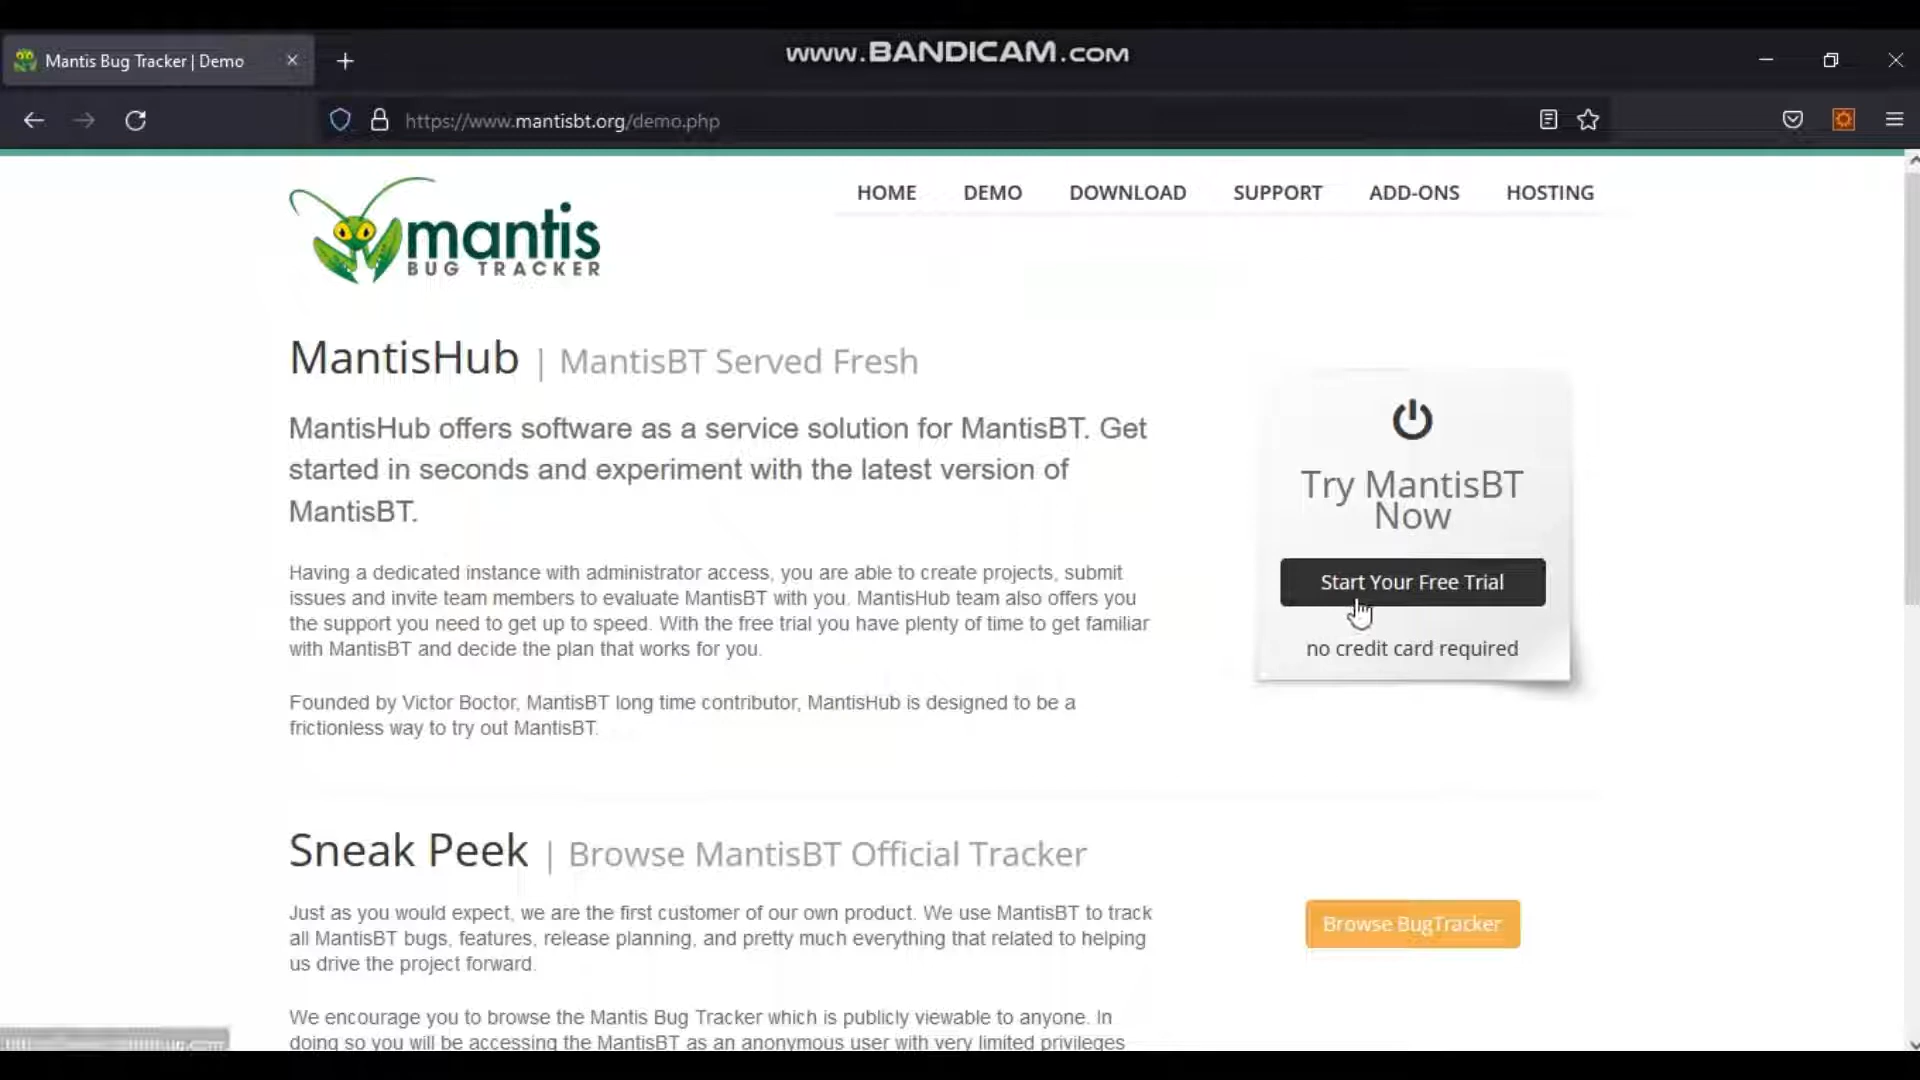 www.BANDICAM.com
Mantis Bug Tracker | Demo
https://www.mantisbt.org/demo.php
HOME DEMO DOWNLOAD SUPPORT ADD-ONS HOSTING
mantis
BUG TRACKER
MantisHub | MantisBT Served Fresh
MantisHub offers software as a service solution for MantisBT. Get
started in seconds and experiment with the latest version of
MantisBT.
Having a dedicated instance with administrator access, you are able to create projects, submit
issues and invite team members to evaluate MantisBT with you. MantisHub team also offers you
the support you need to get up to speed. With the free trial you have plenty of time to get familiar
with MantisBT and decide the plan that works for you.
Founded by Victor Boctor, MantisBT long time contributor, MantisHub is designed to be a
frictionless way to try out MantisBT.
Try MantisBT
Now
Start Your Free Trial
no credit card required
Sneak Peek | Browse MantisBT Official Tracker
Just as you would expect, we are the first customer of our own product. We use MantisBT to track
all MantisBT bugs, features, release planning, and pretty much everything that related to helping
us drive the project forward.
Browse BugTracker
We encourage you to browse the Mantis Bug Tracker which is publicly viewable to anyone. In
doing so you will be accessing the MantisBT as an anonymous user with very limited privileges